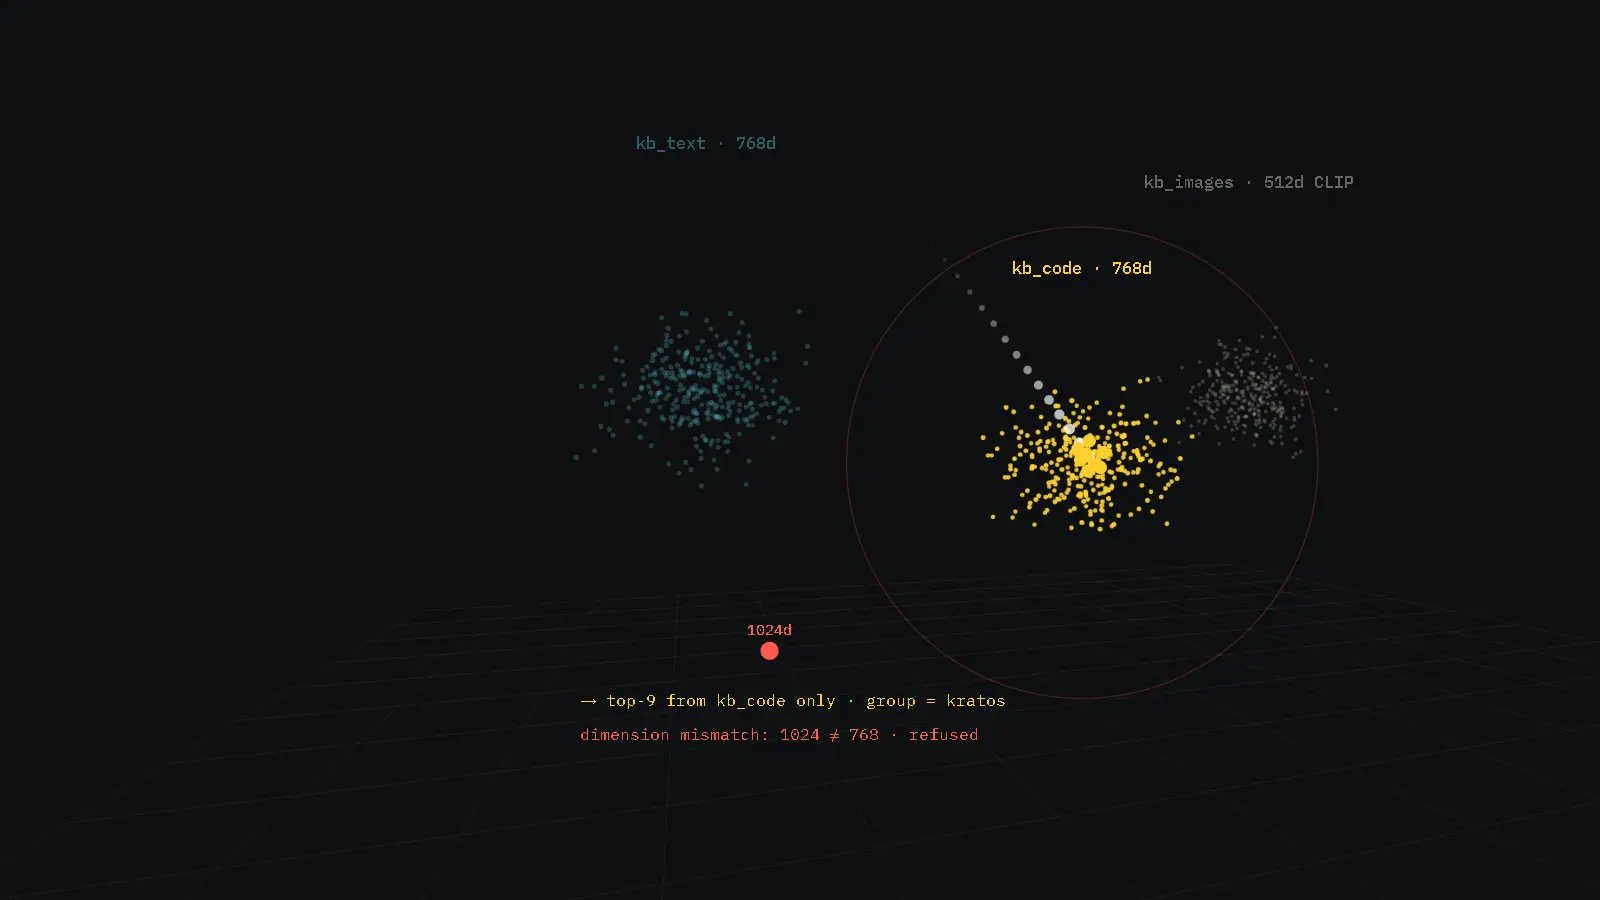 kb_text · 768d
kb_images · 512d CLIP
kb_code · 768d
1024d
→ top-9 from kb_code only · group = kratos
dimension mismatch: 1024 ≠ 768 · refused